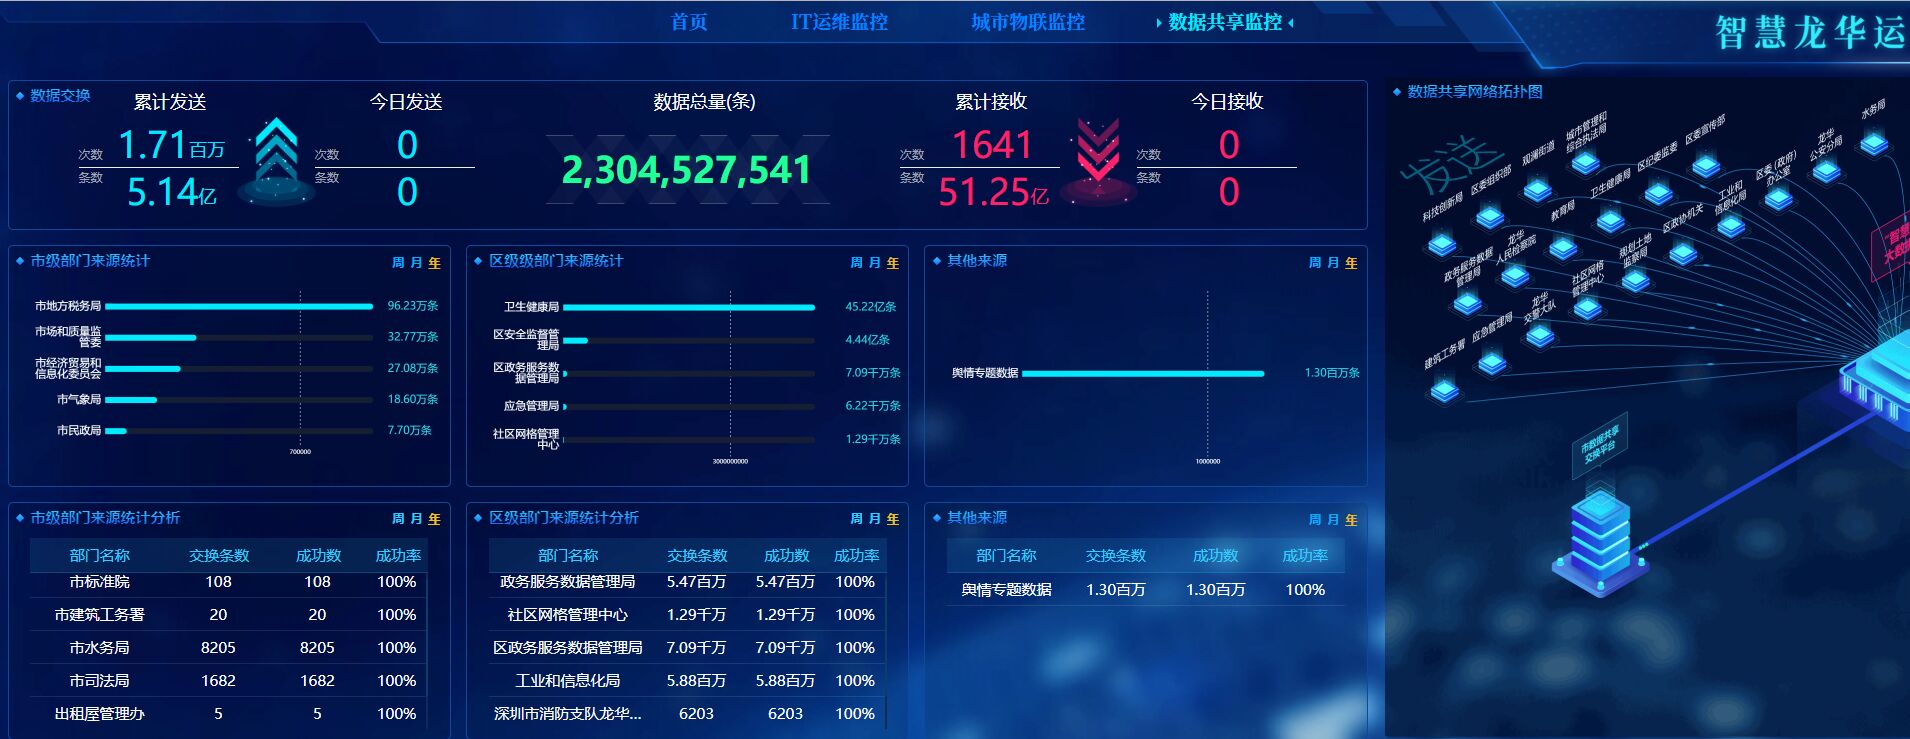 首页
IT运维监控
城市物联监控
数据共享监控
智慧龙华运
数据交换
累计发送
次数 1.71百万
条数 5.14亿
今日发送
次数 0
条数 0
数据总量(条)
2,304,527,541
累计接收
次数 1641
条数 51.25亿
今日接收
次数 0
条数 0
市级部门来源统计
周 月 年
市地方税务局 96.23万条
市场和质量监
管委 32.77万条
市经济贸易和
信息化委员会 27.08万条
市气象局 18.60万条
市民政局 7.70万条
700000
区级级部门来源统计
周 月 年
卫生健康局 45.22亿条
区安全监督管
理局 4.44亿条
区政务服务数
据管理局 7.09千万条
应急管理局 6.22千万条
社区网格管理
中心 1.29千万条
3000000000
其他来源
周 月 年
舆情专题数据 1.30百万条
1000000
市级部门来源统计分析
周 月 年
部门名称 交换条数 成功数 成功率
市标准院 108 108 100%
市建筑工务署 20 20 100%
市水务局 8205 8205 100%
市司法局 1682 1682 100%
出租屋管理办 5 5 100%
区级部门来源统计分析
周 月 年
部门名称 交换条数 成功数 成功率
政务服务数据管理局 5.47百万 5.47百万 100%
社区网格管理中心 1.29千万 1.29千万 100%
区政务服务数据管理局 7.09千万 7.09千万 100%
工业和信息化局 5.88百万 5.88百万 100%
深圳市消防支队龙华... 6203 6203 100%
其他来源
周 月 年
部门名称 交换条数 成功数 成功率
舆情专题数据 1.30百万 1.30百万 100%
数据共享网络拓扑图
发送
水务局
龙华
公安分局
区委(政府)
办公室
工业和
信息化局
区政协机关
规划土地
监察局
社区网格
管理中心
龙华
交警大队
应急管理局
建筑工务署
区委宣传部
区纪委监委
卫生健康局
教育局
龙华
人民检察院
政务服务数据
管理局
城市管理和
综合执法局
观澜街道
区委组织部
科技创新局
"智慧
大数据
市数据共享
交换平台